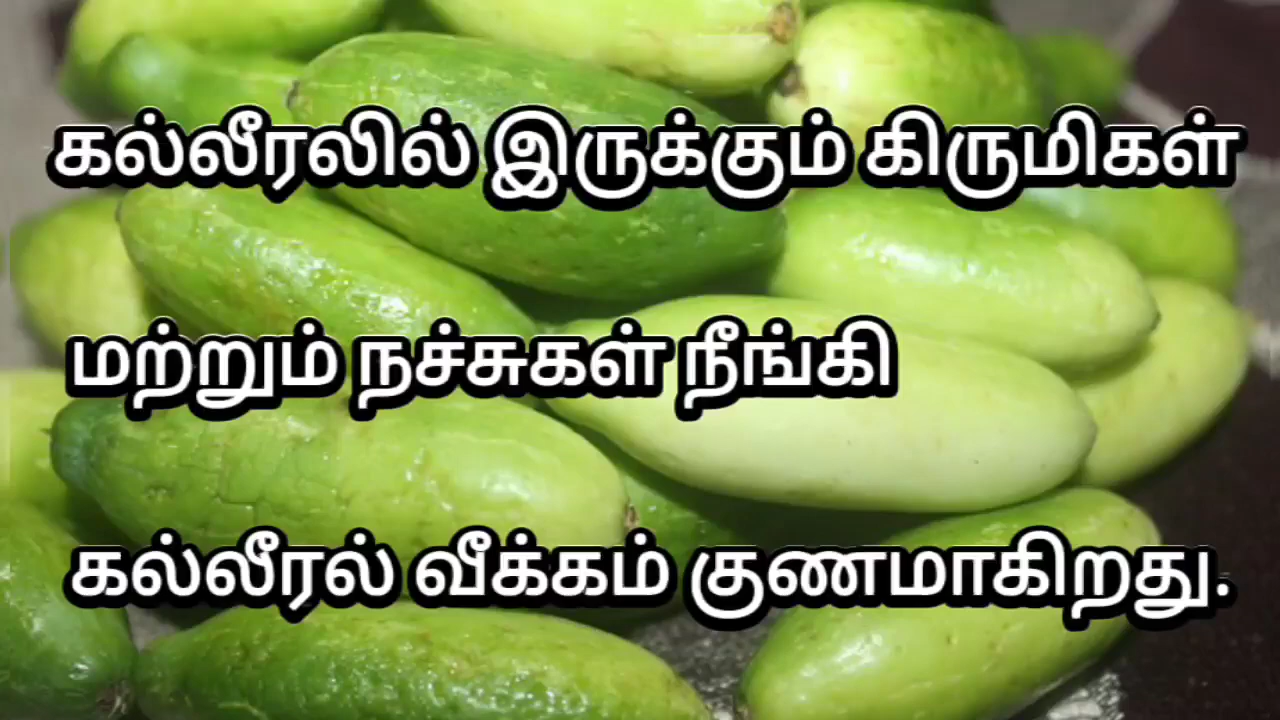 கல்லீரலில் இருக்கும் கிருமிகள்
மற்றும் நச்சுகள் நீங்கி
கல்லீரல் வீக்கம் குணமாகிறது.